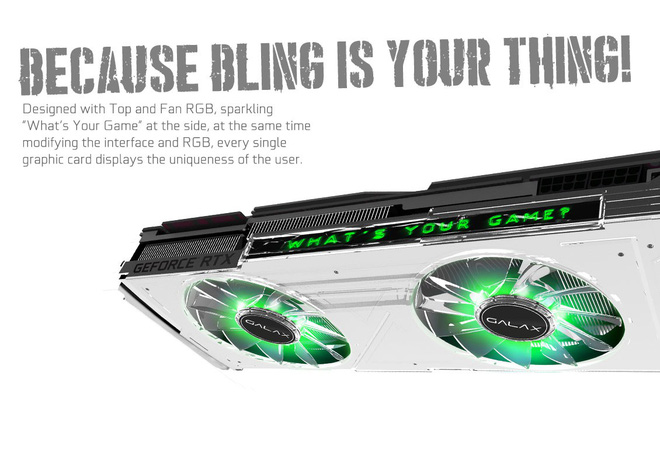 BECAUSE BLING IS YOUR THING!
Designed with Top and Fan RGB, sparkling
"What's Your Game" at the side, at the same time
modifying the interface and RGB, every single
graphic card displays the uniqueness of the user.
WHAT'S YOUR GAME?
GEFORCE RTX
GALAX
GALAX